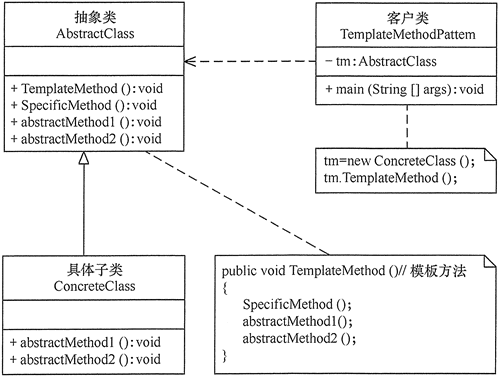 抽象类
AbstractClass
+ TemplateMethod ():void
+ SpecificMethod ():void
+ abstractMethod1 ():void
+ abstractMethod2 ():void
客户类
TemplateMethodPattem
- tm:AbstractClass
+ main (String [] args):void
tm=new ConcreteClass ();
tm.TemplateMethod ();
具体子类
ConcreteClass
+ abstractMethod1 ():void
+ abstractMethod2 ():void
public void TemplateMethod ()// 模板方法
{
SpecificMethod ();
abstractMethod1();
abstractMethod2 ();
}